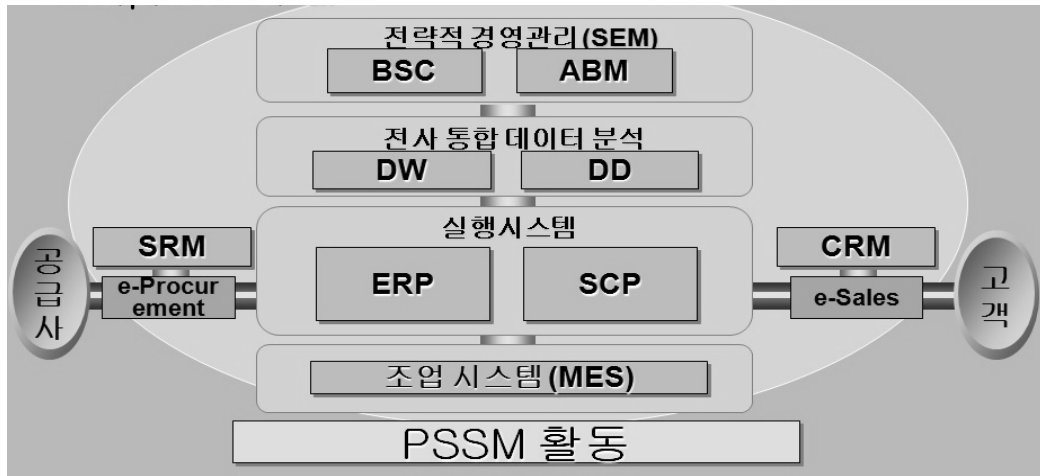 전략적 경영관리 (SEM)
BSC ABM
전사 통합 데이터 분석
DW DD
실행시스템
SRM CRM
ERP SCP
공급사
e-Procur
ement
e-Sales
고객
조업 시스템 (MES)
PSSM 활동